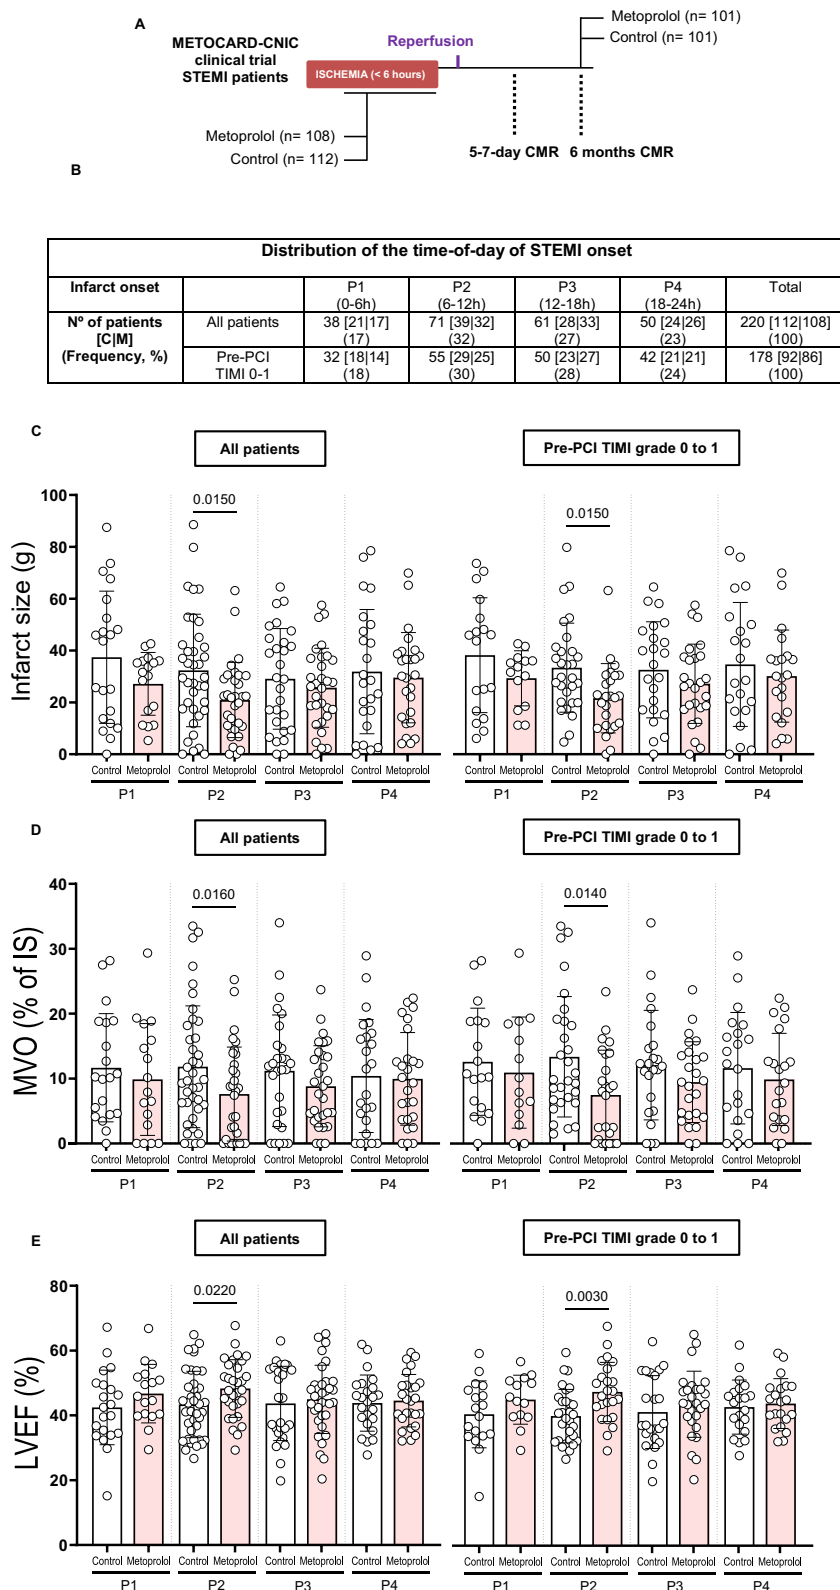 A
METOCARD-CNIC
clinical trial
STEMI patients
ISCHEMIA (< 6 hours)
Reperfusion
Metoprolol (n= 101)
Control (n= 101)
Metoprolol (n= 108)
Control (n= 112)
5-7-day CMR
6 months CMR
B
Distribution of the time-of-day of STEMI onset
Infarct onset P1 (0-6h) P2 (6-12h) P3 (12-18h) P4 (18-24h) Total
Nº of patients [C|M] (Frequency, %)
All patients 38 [21|17] (17) 71 [39|32] (32) 61 [28|33] (27) 50 [24|26] (23) 220 [112|108] (100)
Pre-PCI TIMI 0-1 32 [18|14] (18) 55 [29|25] (30) 50 [23|27] (28) 42 [21|21] (24) 178 [92|86] (100)
C
All patients
Pre-PCI TIMI grade 0 to 1
Infarct size (g)
100
80
60
40
20
0
0.0150
0.0150
Control Metoprolol Control Metoprolol Control Metoprolol Control Metoprolol
P1 P2 P3 P4
Control Metoprolol Control Metoprolol Control Metoprolol Control Metoprolol
P1 P2 P3 P4
D
All patients
Pre-PCI TIMI grade 0 to 1
MVO (% of IS)
40
30
20
10
0
0.0160
0.0140
Control Metoprolol Control Metoprolol Control Metoprolol Control Metoprolol
P1 P2 P3 P4
Control Metoprolol Control Metoprolol Control Metoprolol Control Metoprolol
P1 P2 P3 P4
E
All patients
Pre-PCI TIMI grade 0 to 1
LVEF (%)
80
60
40
20
0
0.0220
0.0030
Control Metoprolol Control Metoprolol Control Metoprolol Control Metoprolol
P1 P2 P3 P4
Control Metoprolol Control Metoprolol Control Metoprolol Control Metoprolol
P1 P2 P3 P4